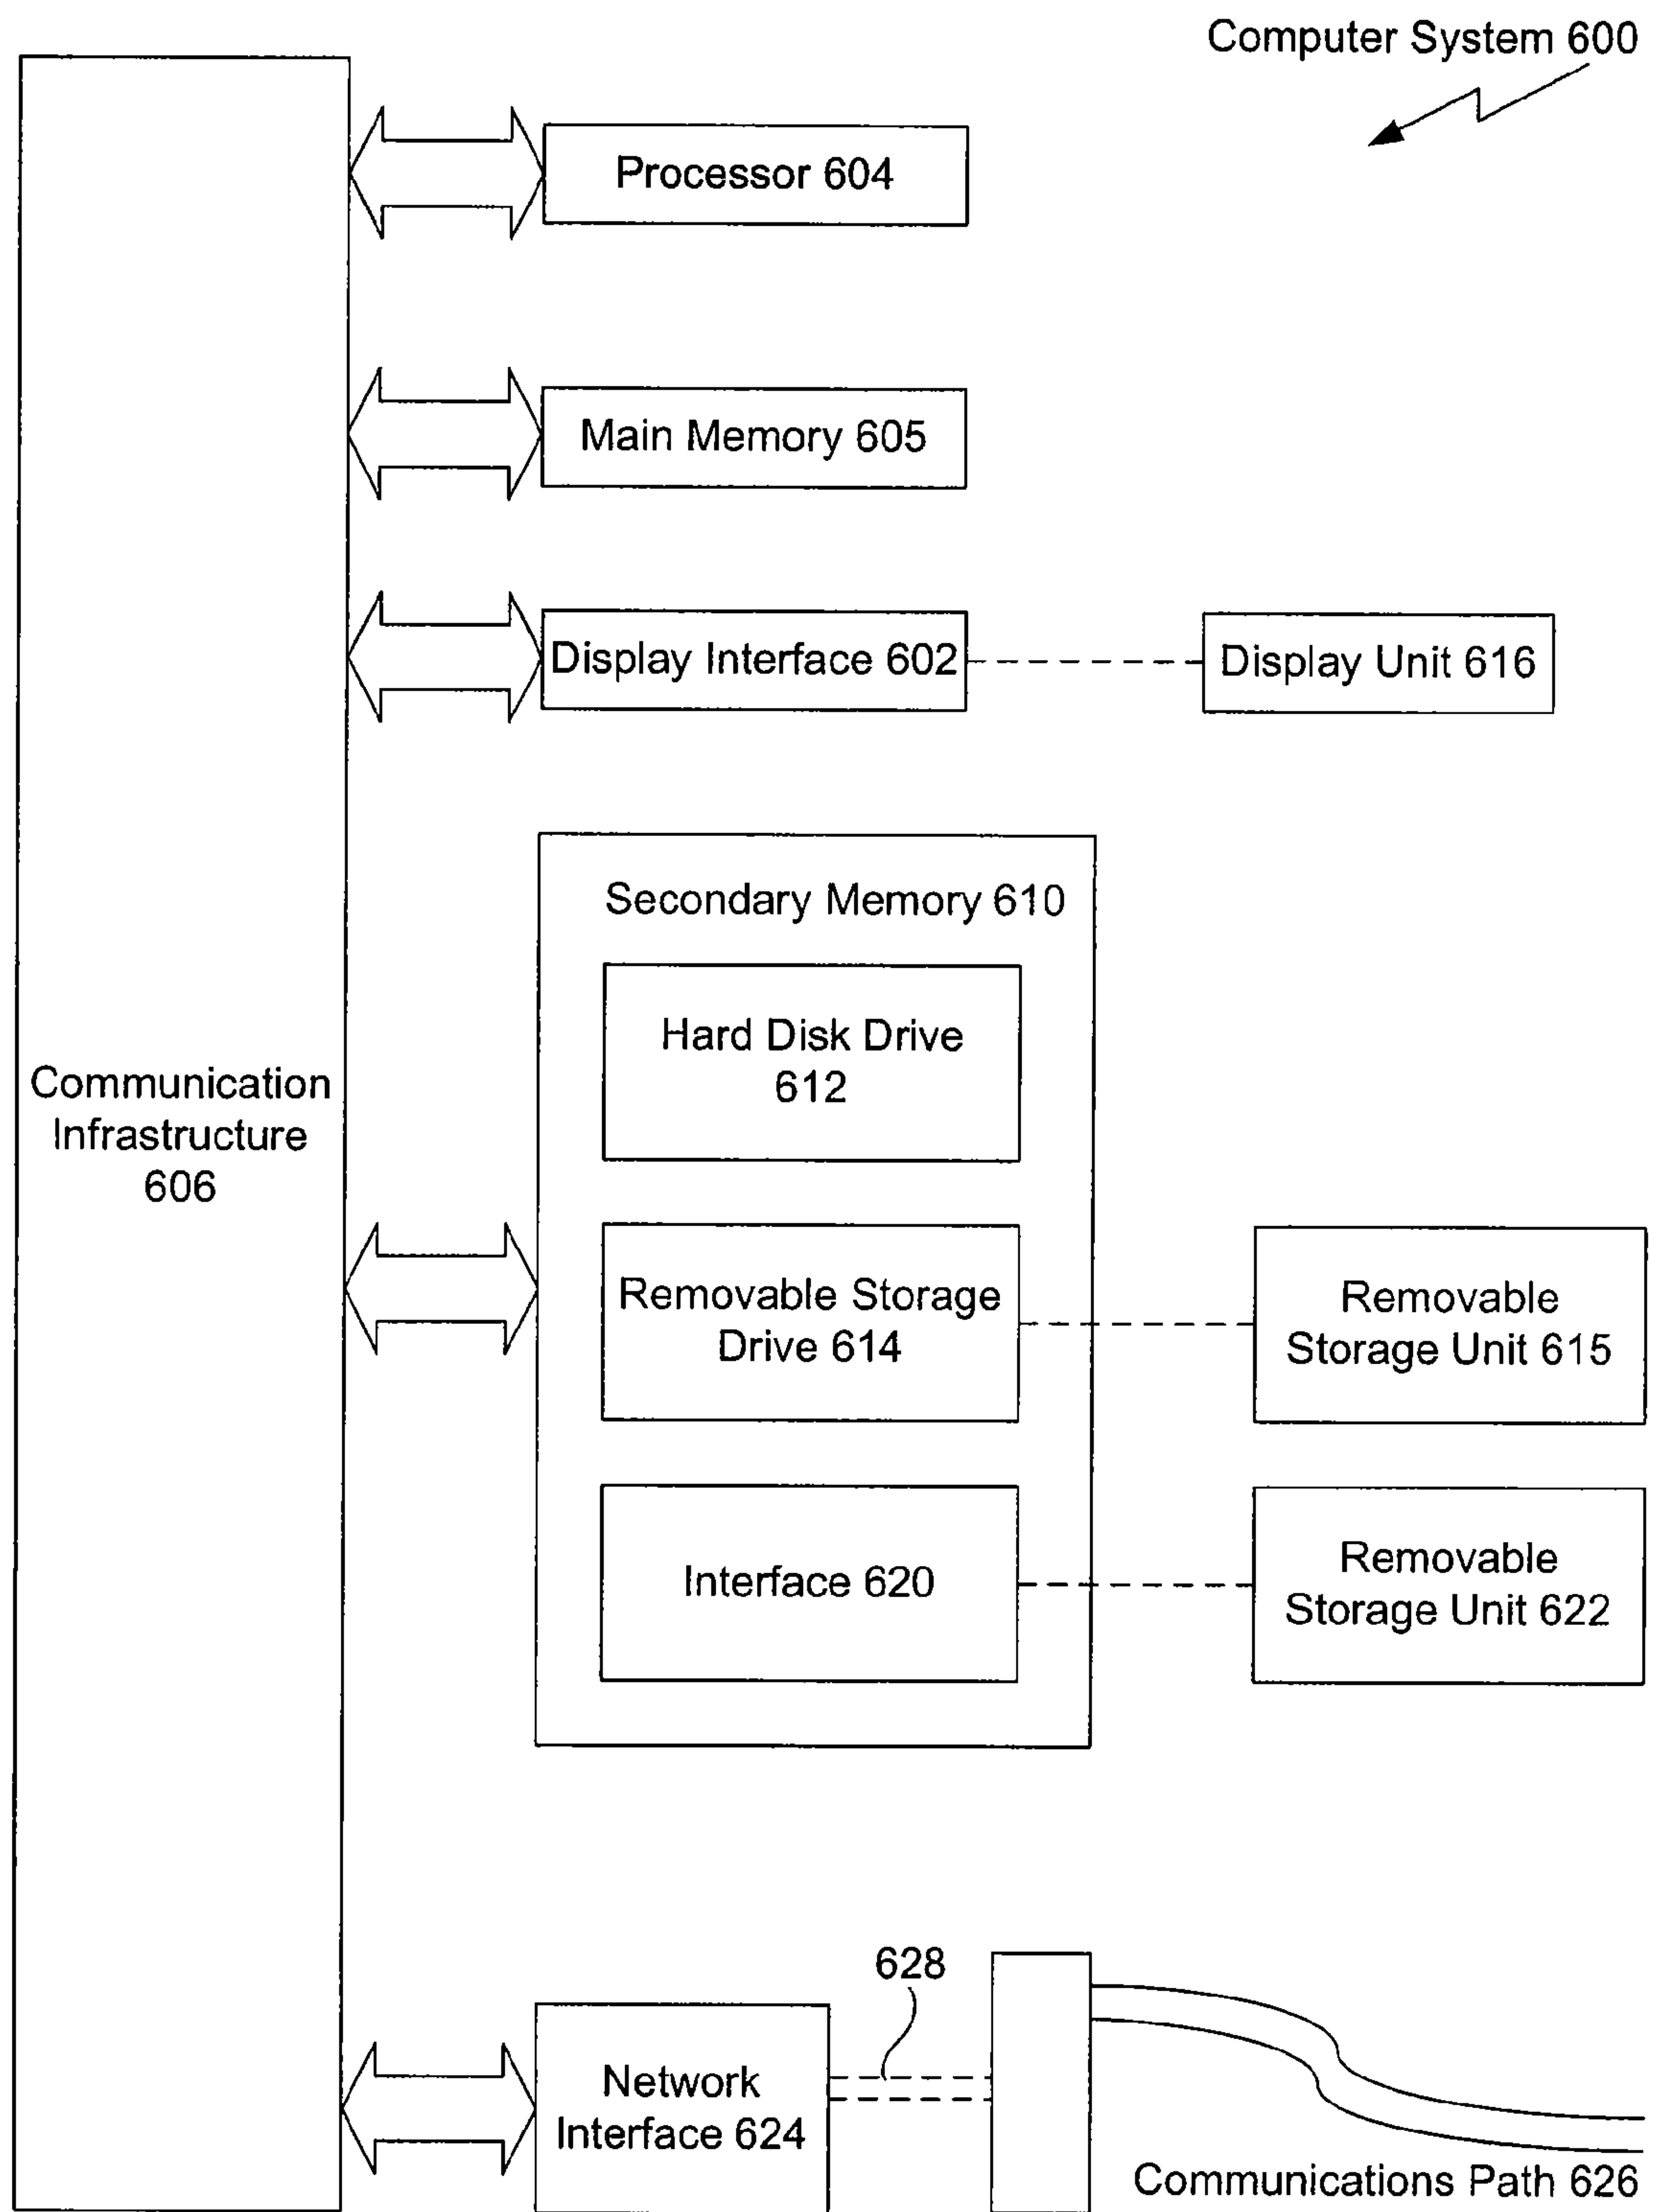 Computer System 600
Processor 604
Main Memory 605
Display Interface 602
Display Unit 616
Secondary Memory 610
Hard Disk Drive
612
Communication
Infrastructure
606
Removable Storage
Drive 614
Removable
Storage Unit 615
Interface 620
Removable
Storage Unit 622
628
Network
Interface 624
Communications Path 626